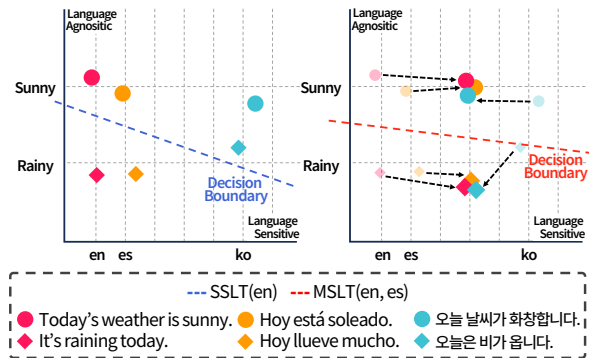 Language
Agnositic
Sunny
Rainy
Decision
Boundary
Language
Sensitive
en es ko
Language
Agnositic
Sunny
Rainy
Decision
Boundary
Language
Sensitive
en es ko
SSLT(en) MSLT(en, es)
Today's weather is sunny. Hoy está soleado. 오늘 날씨가 화창합니다.
It's raining today. Hoy llueve mucho. 오늘은 비가 옵니다.